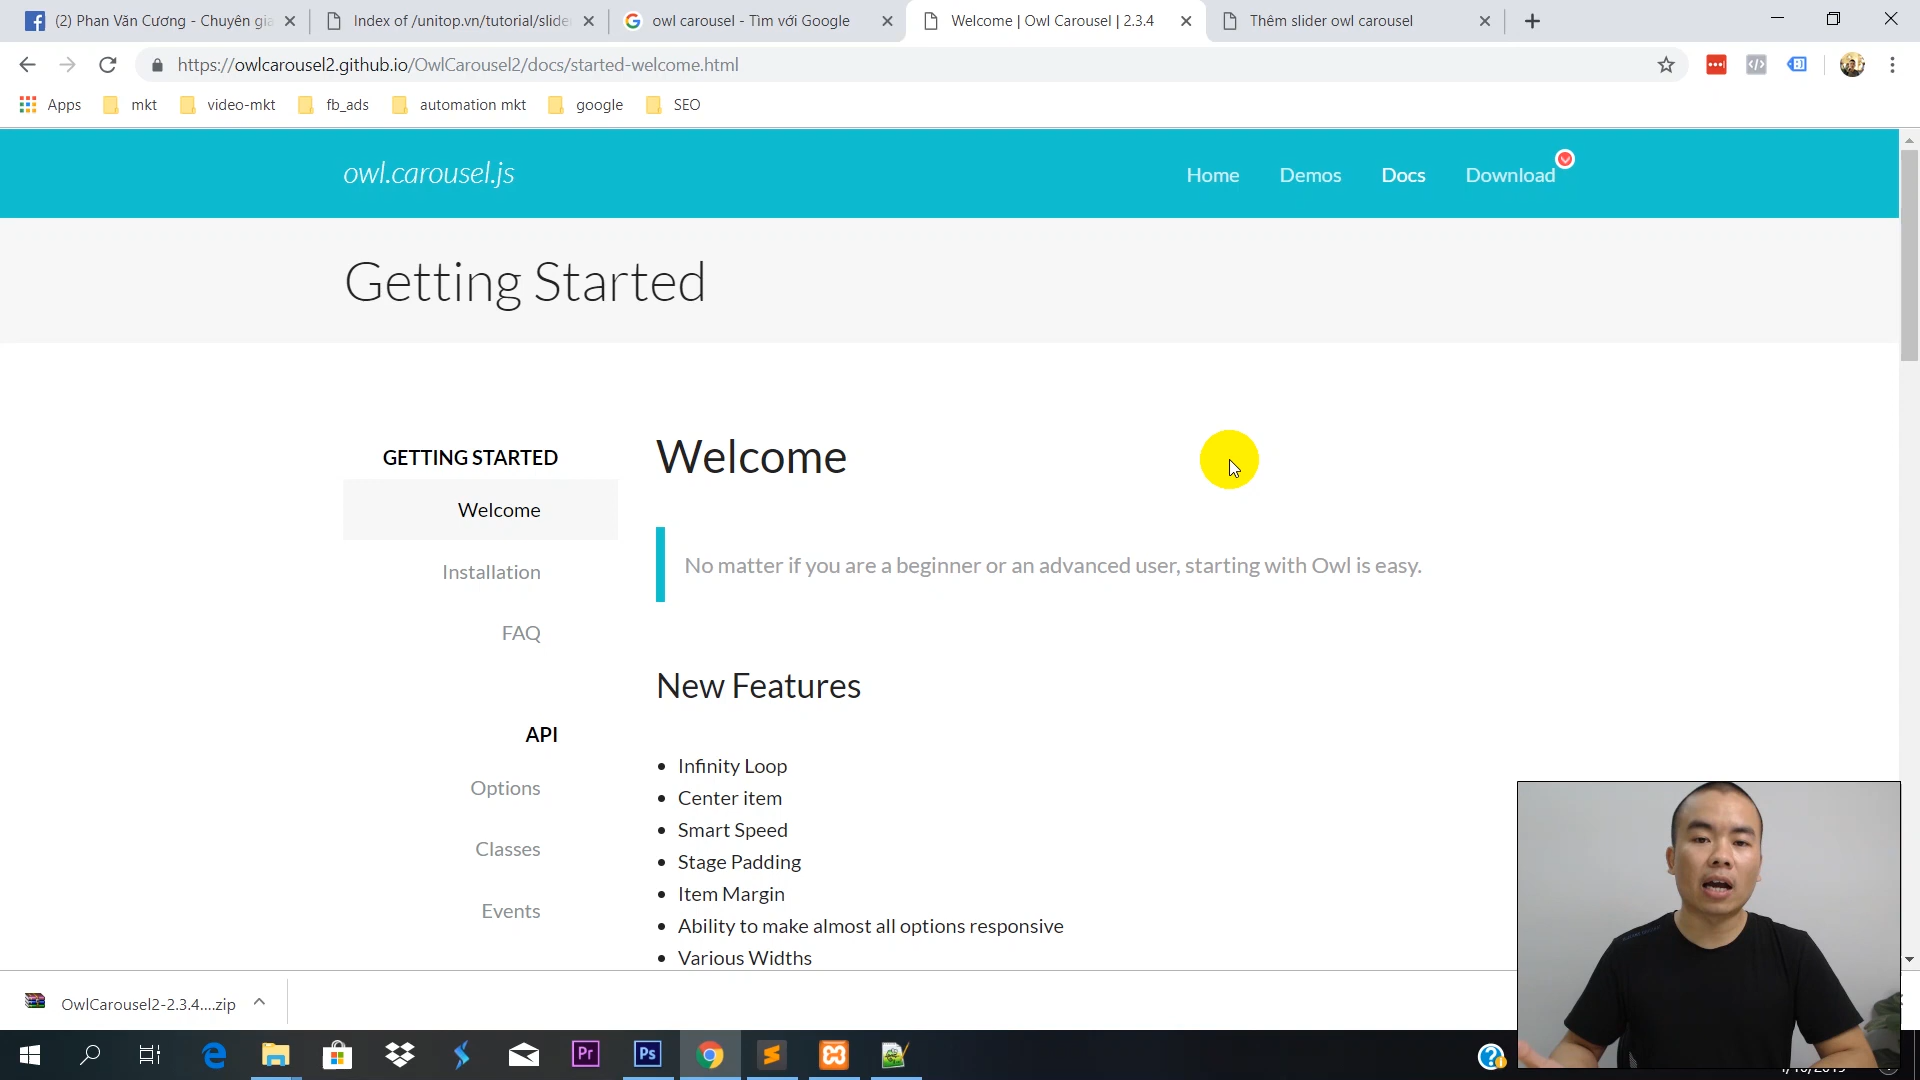 (2) Phan Văn Cương - Chuyên gia
Index of /unitop.vn/tutorial/slide
owl carousel - Tìm với Google
Welcome | Owl Carousel | 2.3.4
Thêm slider owl carousel
https://owlcarousel2.github.io/OwlCarousel2/docs/started-welcome.html
Apps
mkt
video-mkt
fb_ads
automation mkt
google
SEO
owl.carousel.js
Home
Demos
Docs
Download
Getting Started
GETTING STARTED
Welcome
Installation
FAQ
API
Options
Classes
Events
Welcome
No matter if you are a beginner or an advanced user, starting with Owl is easy.
New Features
• Infinity Loop
• Center item
• Smart Speed
• Stage Padding
• Item Margin
• Ability to make almost all options responsive
• Various Widths
OwlCarousel2-2.3.4....zip
Pr
Ps